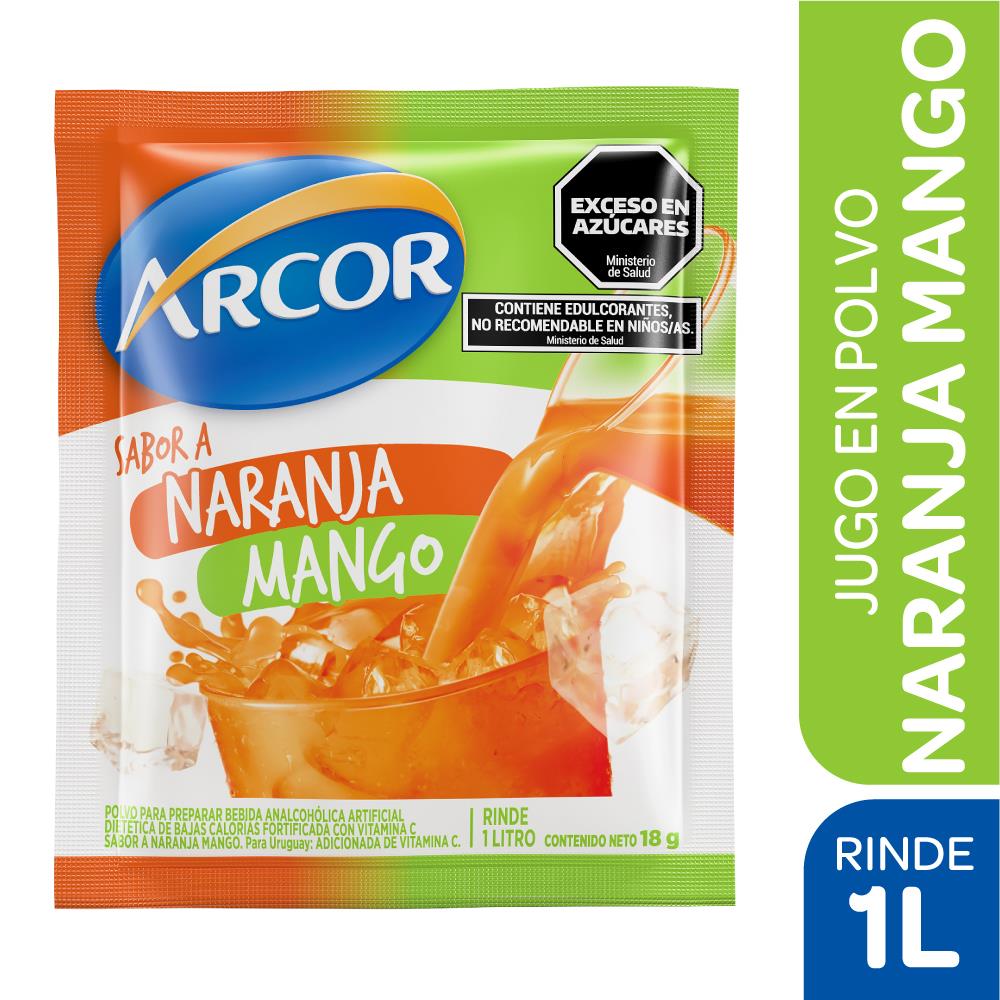 ARCOR
EXCESO EN
AZÚCARES
Ministerio
de Salud
CONTIENE EDULCORANTES,
NO RECOMENDABLE EN NIÑOS/AS.
Ministerio de Salud
SABOR A
NARANJA
MANGO
POLVO PARA PREPARAR BEBIDA ANALCOHÓLICA ARTIFICIAL
DIETETICA DE BAJAS CALORIAS FORTIFICADA CON VITAMINA C
SABOR A NARANJA MANGO. Para Uruguay: ADICIONADA DE VITAMINA C.
RINDE
1 LITRO
CONTENIDO NETO 18 g
JUGO EN POLVO
NARANJA MANGO
RINDE
1L